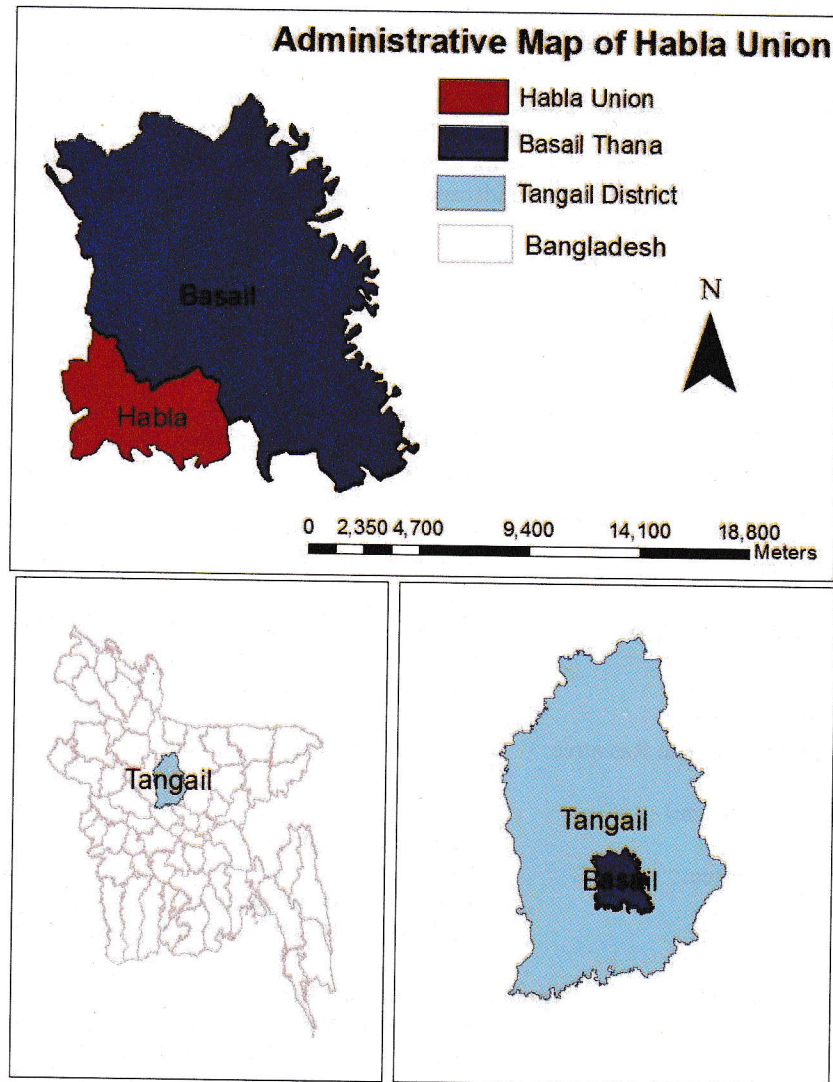 Administrative Map of Habla Union
Habla Union
Basail Thana
Tangail District
Bangladesh
N
Basail
Habla
0 2,350 4,700 9,400 14,100 18,800
Meters
Tangail
Tangail
Basail